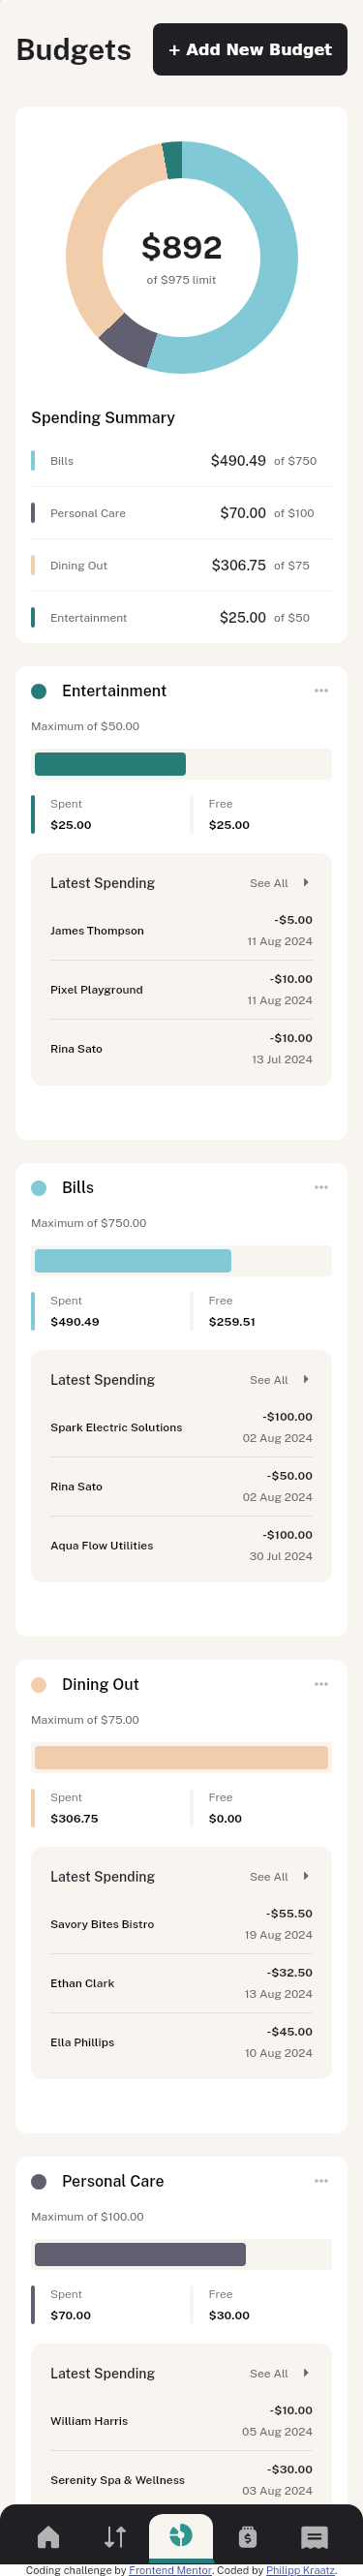 Budgets
+ Add New Budget
$892
of $975 limit
Spending Summary
Bills $490.49 of $750
Personal Care $70.00 of $100
Dining Out $306.75 of $75
Entertainment $25.00 of $50
Entertainment
Maximum of $50.00
Spent Free
$25.00 $25.00
Latest Spending See All
James Thompson -$5.00
11 Aug 2024
Pixel Playground -$10.00
11 Aug 2024
Rina Sato -$10.00
13 Jul 2024
Bills
Maximum of $750.00
Spent Free
$490.49 $259.51
Latest Spending See All
Spark Electric Solutions -$100.00
02 Aug 2024
Rina Sato -$50.00
02 Aug 2024
Aqua Flow Utilities -$100.00
30 Jul 2024
Dining Out
Maximum of $75.00
Spent Free
$306.75 $0.00
Latest Spending See All
Savory Bites Bistro -$55.50
19 Aug 2024
Ethan Clark -$32.50
13 Aug 2024
Ella Phillips -$45.00
10 Aug 2024
Personal Care
Maximum of $100.00
Spent Free
$70.00 $30.00
Latest Spending See All
William Harris -$10.00
05 Aug 2024
Serenity Spa & Wellness -$30.00
03 Aug 2024
Coding challenge by Frontend Mentor. Coded by Philipp Kraatz.